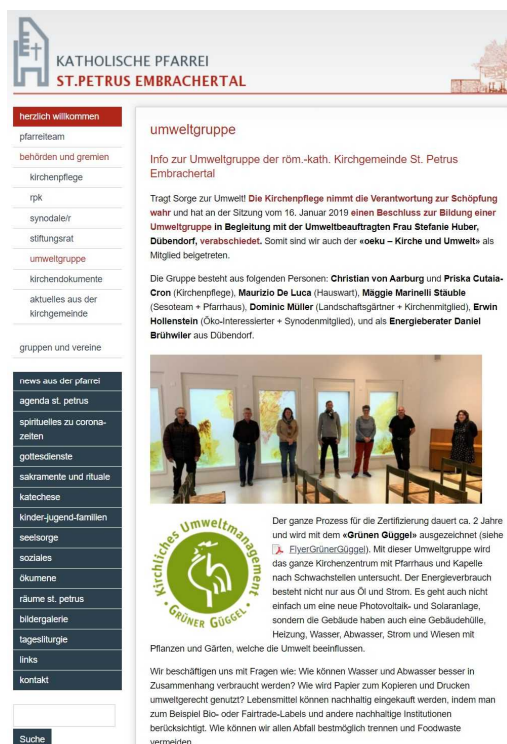 KATHOLISCHE PFARREI
ST.PETRUS EMBRACHERTAL
herzlich willkommen
pfarreiteam
behörden und gremien
kirchenpflege
rpk
synodale/r
stiftungsrat
umweltgruppe
kirchendokumente
aktuelles aus der
kirchgemeinde
gruppen und vereine
news aus der pfarrei
agenda st. petrus
spirituelles zu corona-
zeiten
gottesdienste
sakramente und rituale
katechese
kinder-jugend-familien
seelsorge
soziales
ökumene
räume st. petrus
bildergalerie
tagesliturgie
links
kontakt
Suche
umweltgruppe
Info zur Umweltgruppe der röm.-kath. Kirchgemeinde St. Petrus
Embrachertal
Tragt Sorge zur Umwelt! Die Kirchenpflege nimmt die Verantwortung zur Schöpfung
wahr und hat an der Sitzung vom 16. Januar 2019 einen Beschluss zur Bildung einer
Umweltgruppe in Begleitung mit der Umweltbeauftragten Frau Stefanie Huber,
Dübendorf, verabschiedet. Somit sind wir auch der «oeku – Kirche und Umwelt» als
Mitglied beigetreten.
Die Gruppe besteht aus folgenden Personen: Christian von Aarburg und Priska Cutaia-
Cron (Kirchenpflege), Maurizio De Luca (Hauswart), Mäggie Marinelli Stäuble
(Sesoteam + Pfarrhaus), Dominic Müller (Landschaftsgärtner + Kirchenmitglied), Erwin
Hollenstein (Öko-Interessierter + Synodenmitglied), und als Energieberater Daniel
Brühwiler aus Dübendorf.
Kirchliches Umweltmanagement
• GRÜNER GÜGGEL •
Der ganze Prozess für die Zertifizierung dauert ca. 2 Jahre
und wird mit dem «Grünen Güggel» ausgezeichnet (siehe
FlyerGrünerGüggel). Mit dieser Umweltgruppe wird
das ganze Kirchenzentrum mit Pfarrhaus und Kapelle
nach Schwachstellen untersucht. Der Energieverbrauch
besteht nicht nur aus Öl und Strom. Es geht auch nicht
einfach um eine neue Photovoltaik- und Solaranlage,
sondern die Gebäude haben auch eine Gebäudehülle,
Heizung, Wasser, Abwasser, Strom und Wiesen mit
Pflanzen und Gärten, welche die Umwelt beeinflussen.
Wir beschäftigen uns mit Fragen wie: Wie können Wasser und Abwasser besser in
Zusammenhang verbraucht werden? Wie wird Papier zum Kopieren und Drucken
umweltgerecht genutzt? Lebensmittel können nachhaltig eingekauft werden, indem man
zum Beispiel Bio- oder Fairtrade-Labels und andere nachhaltige Institutionen
berücksichtigt. Wie können wir allen Abfall bestmöglich trennen und Foodwaste
vermeiden